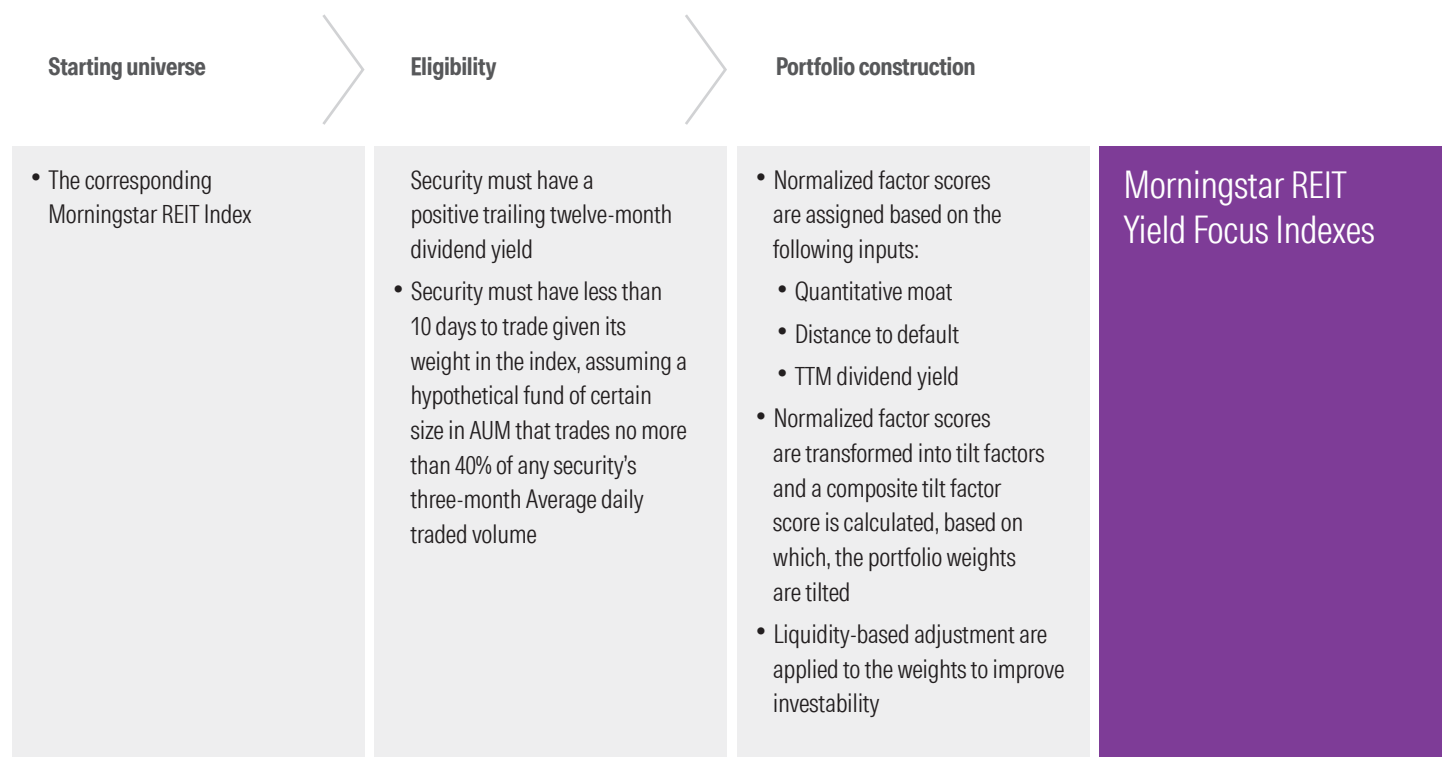 Starting universe
Eligibility
Portfolio construction
• The corresponding
Morningstar REIT Index
Security must have a
positive trailing twelve-month
dividend yield
• Security must have less than
10 days to trade given its
weight in the index, assuming a
hypothetical fund of certain
size in AUM that trades no more
than 40% of any security’s
three-month Average daily
traded volume
• Normalized factor scores
are assigned based on the
following inputs:
• Quantitative moat
• Distance to default
• TTM dividend yield
• Normalized factor scores
are transformed into tilt factors
and a composite tilt factor
score is calculated, based on
which, the portfolio weights
are tilted
• Liquidity-based adjustment are
applied to the weights to improve
investability
Morningstar REIT
Yield Focus Indexes